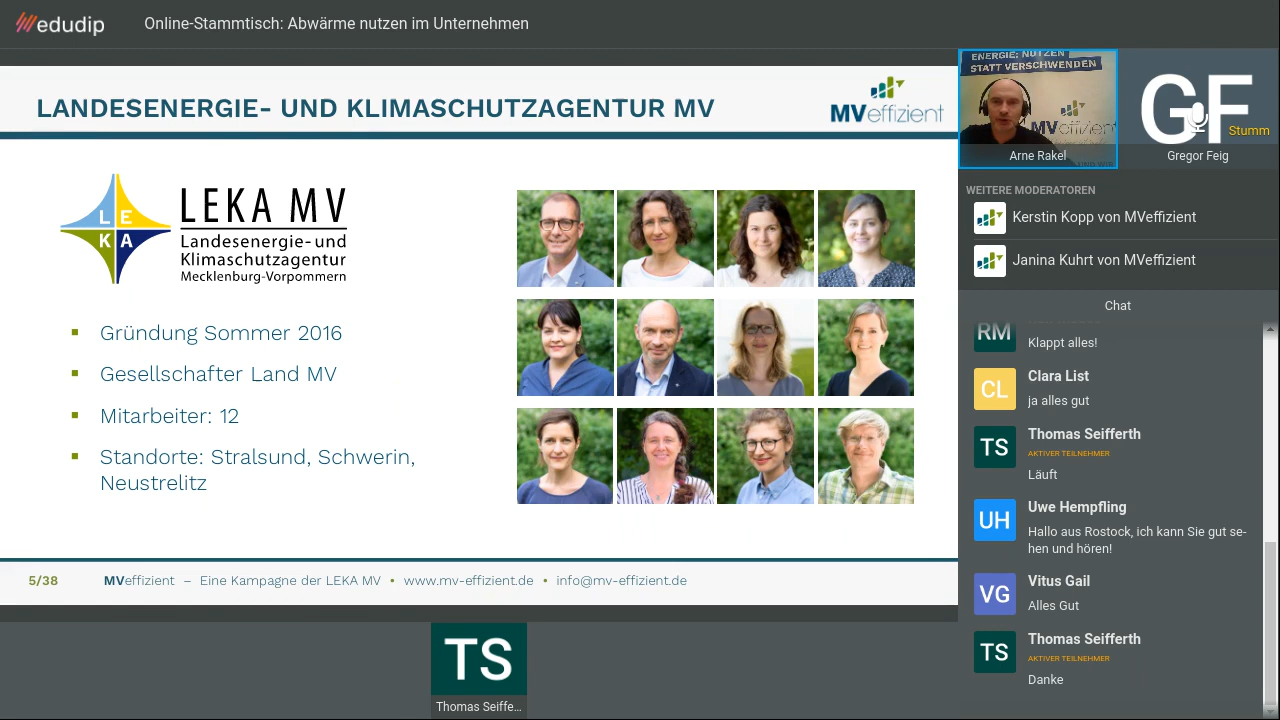 edudip
Online-Stammtisch: Abwärme nutzen im Unternehmen
LANDESENERGIE- UND KLIMASCHUTZAGENTUR MV
MVeffizient
L E
K A
LEKA MV
Landesenergie- und
Klimaschutzagentur
Mecklenburg-Vorpommern
▪ Gründung Sommer 2016
▪ Gesellschafter Land MV
▪ Mitarbeiter: 12
▪ Standorte: Stralsund, Schwerin,
Neustrelitz
5/38
MVeffizient – Eine Kampagne der LEKA MV • www.mv-effizient.de • info@mv-effizient.de
TS
Thomas Seiffe...
ENERGIE: NUTZEN
STATT VERSCHWENDEN
MVeffizient
Arne Rakel
GF
Stumm
Gregor Feig
WEITERE MODERATOREN
Kerstin Kopp von MVeffizient
Janina Kuhrt von MVeffizient
Chat
RM
Klappt alles!
CL
Clara List
ja alles gut
TS
Thomas Seifferth
AKTIVER TEILNEHMER
Läuft
UH
Uwe Hempfling
Hallo aus Rostock, ich kann Sie gut se-
hen und hören!
VG
Vitus Gail
Alles Gut
TS
Thomas Seifferth
AKTIVER TEILNEHMER
Danke